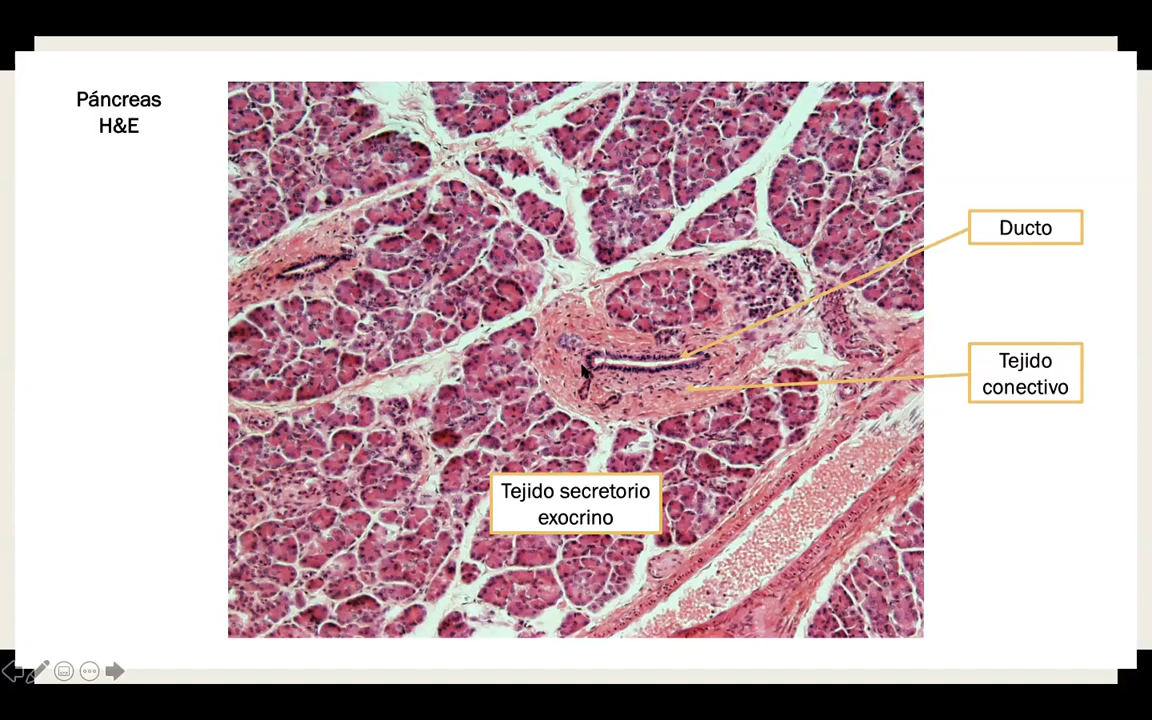 Páncreas
H&E
Ducto
Tejido
conectivo
Tejido secretorio
exocrino